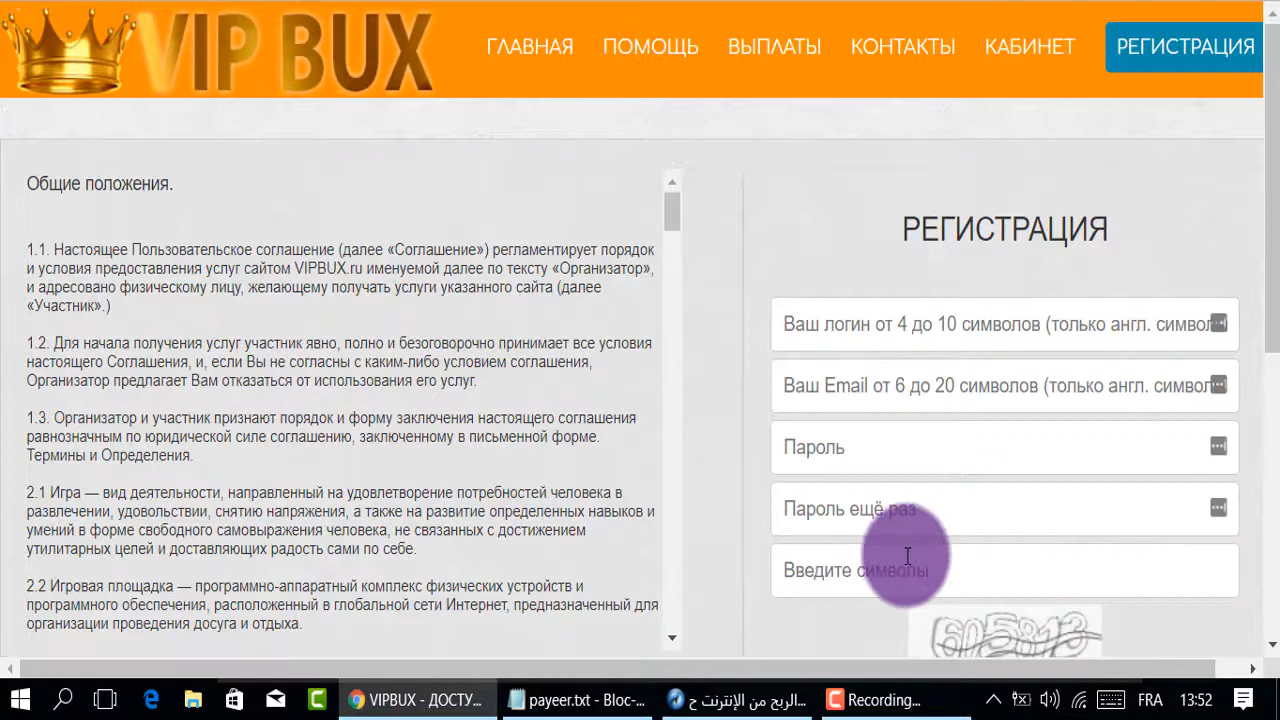 VIP BUX
ГЛАВНАЯ ПОМОЩЬ ВЫПЛАТЫ КОНТАКТЫ КАБИНЕТ РЕГИСТРАЦИЯ
Общие положения.
1.1. Настоящее Пользовательское соглашение (далее «Соглашение») регламентирует порядок
и условия предоставления услуг сайтом VIPBUX.ru именуемой далее по тексту «Организатор»,
и адресовано физическому лицу, желающему получать услуги указанного сайта (далее
«Участник».)
1.2. Для начала получения услуг участник явно, полно и безоговорочно принимает все условия
настоящего Соглашения, и, если Вы не согласны с каким-либо условием соглашения,
Организатор предлагает Вам отказаться от использования его услуг.
1.3. Организатор и участник признают порядок и форму заключения настоящего соглашения
равнозначным по юридической силе соглашению, заключенному в письменной форме.
Термины и Определения.
2.1 Игра — вид деятельности, направленный на удовлетворение потребностей человека в
развлечении, удовольствии, снятию напряжения, а также на развитие определенных навыков и
умений в форме свободного самовыражения человека, не связанных с достижением
утилитарных целей и доставляющих радость сами по себе.
2.2 Игровая площадка — программно-аппаратный комплекс физических устройств и
программного обеспечения, расположенный в глобальной сети Интернет, предназначенный для
организации проведения досуга и отдыха:
РЕГИСТРАЦИЯ
Ваш логин от 4 до 10 символов (только англ. символ
Ваш Email от 6 до 20 символов (только англ. символ
Пароль
Пароль ещё раз
Введите символы
605813
VIPBUX - ДОСТУ...
payeer.txt - Bloc-...
الربح من الإنترنت ح...
Recording...
FRA
13:52